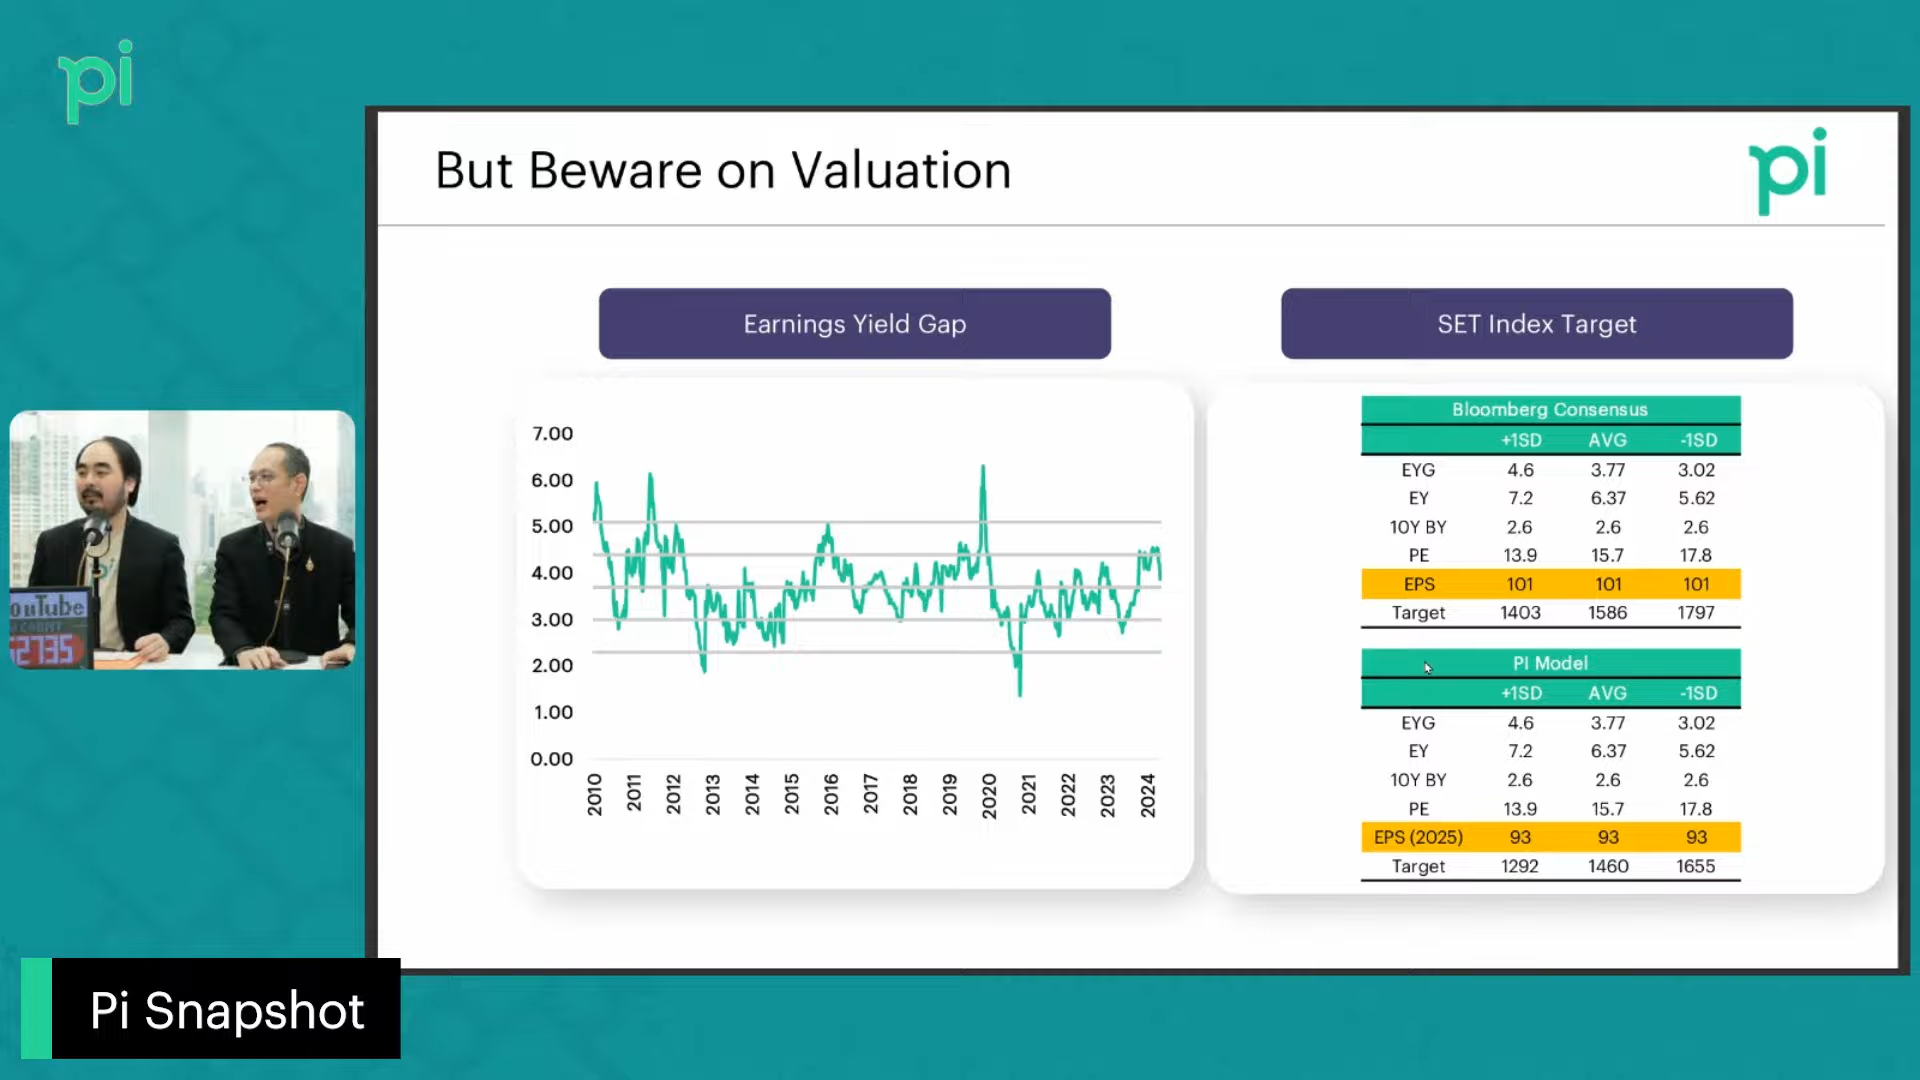 pi
But Beware on Valuation
pi
Earnings Yield Gap
7.00
6.00
5.00
4.00
3.00
2.00
1.00
0.00
2010 2011 2012 2013 2014 2015 2016 2017 2018 2019 2020 2021 2022 2023 2024
SET Index Target
Bloomberg Consensus
+1SD AVG -1SD
EYG 4.6 3.77 3.02
EY 7.2 6.37 5.62
10Y BY 2.6 2.6 2.6
PE 13.9 15.7 17.8
EPS 101 101 101
Target 1403 1586 1797
PI Model
+1SD AVG -1SD
EYG 4.6 3.77 3.02
EY 7.2 6.37 5.62
10Y BY 2.6 2.6 2.6
PE 13.9 15.7 17.8
EPS (2025) 93 93 93
Target 1292 1460 1655
ouTube
2735
Pi Snapshot